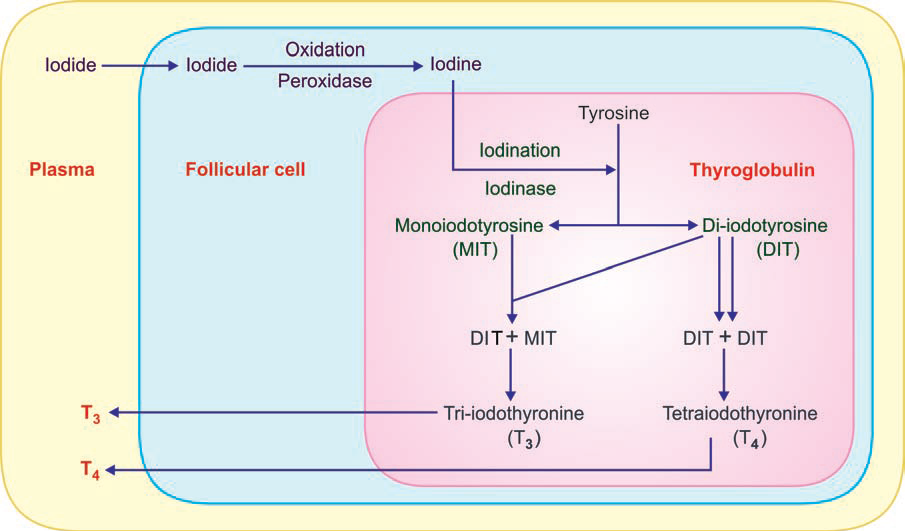 Iodide
Iodide
Oxidation
Peroxidase
Iodine
Tyrosine
Iodination
Iodinase
Plasma
Follicular cell
Thyroglobulin
Monoiodotyrosine
(MIT)
Di-iodotyrosine
(DIT)
DIT + MIT
DIT + DIT
T3
Tri-iodothyronine
(T3)
Tetraiodothyronine
(T4)
T4